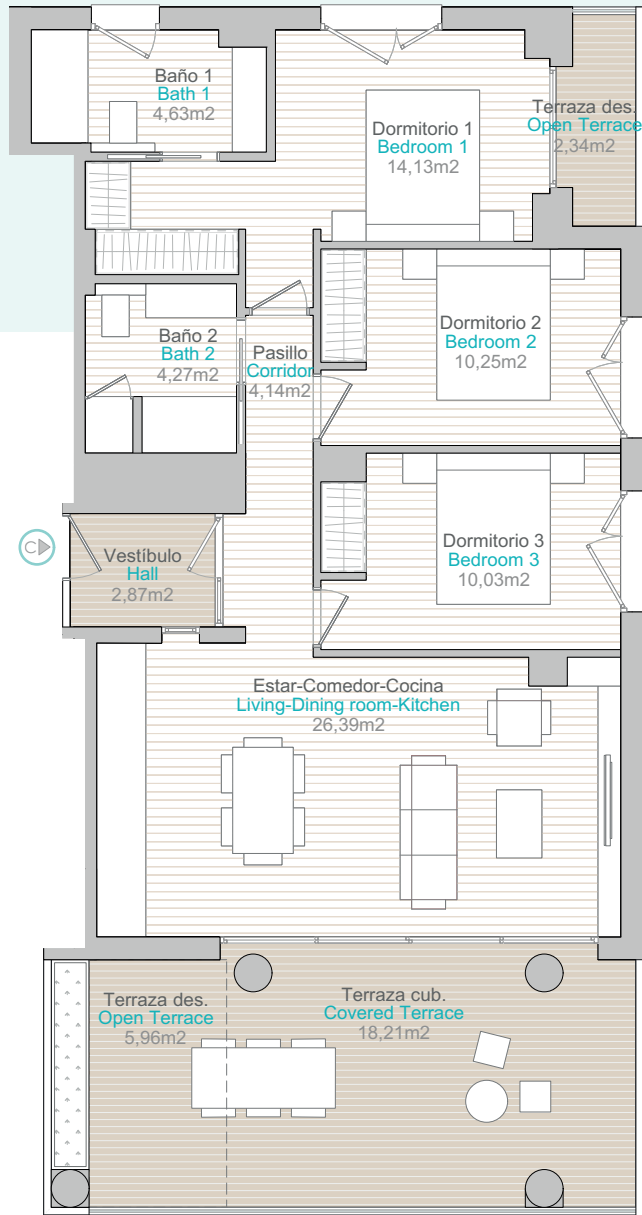 Baño 1
Bath 1
4,63m2
Dormitorio 1
Bedroom 1
14,13m2
Terraza des.
Open Terrace
2,34m2
Dormitorio 2
Bedroom 2
10,25m2
Baño 2
Bath 2
4,27m2
Pasillo
Corridor
4,14m2
Dormitorio 3
Bedroom 3
10,03m2
C
Vestíbulo
Hall
2,87m2
Estar-Comedor-Cocina
Living-Dining room-Kitchen
26,39m2
Terraza des.
Open Terrace
5,96m2
Terraza cub.
Covered Terrace
18,21m2